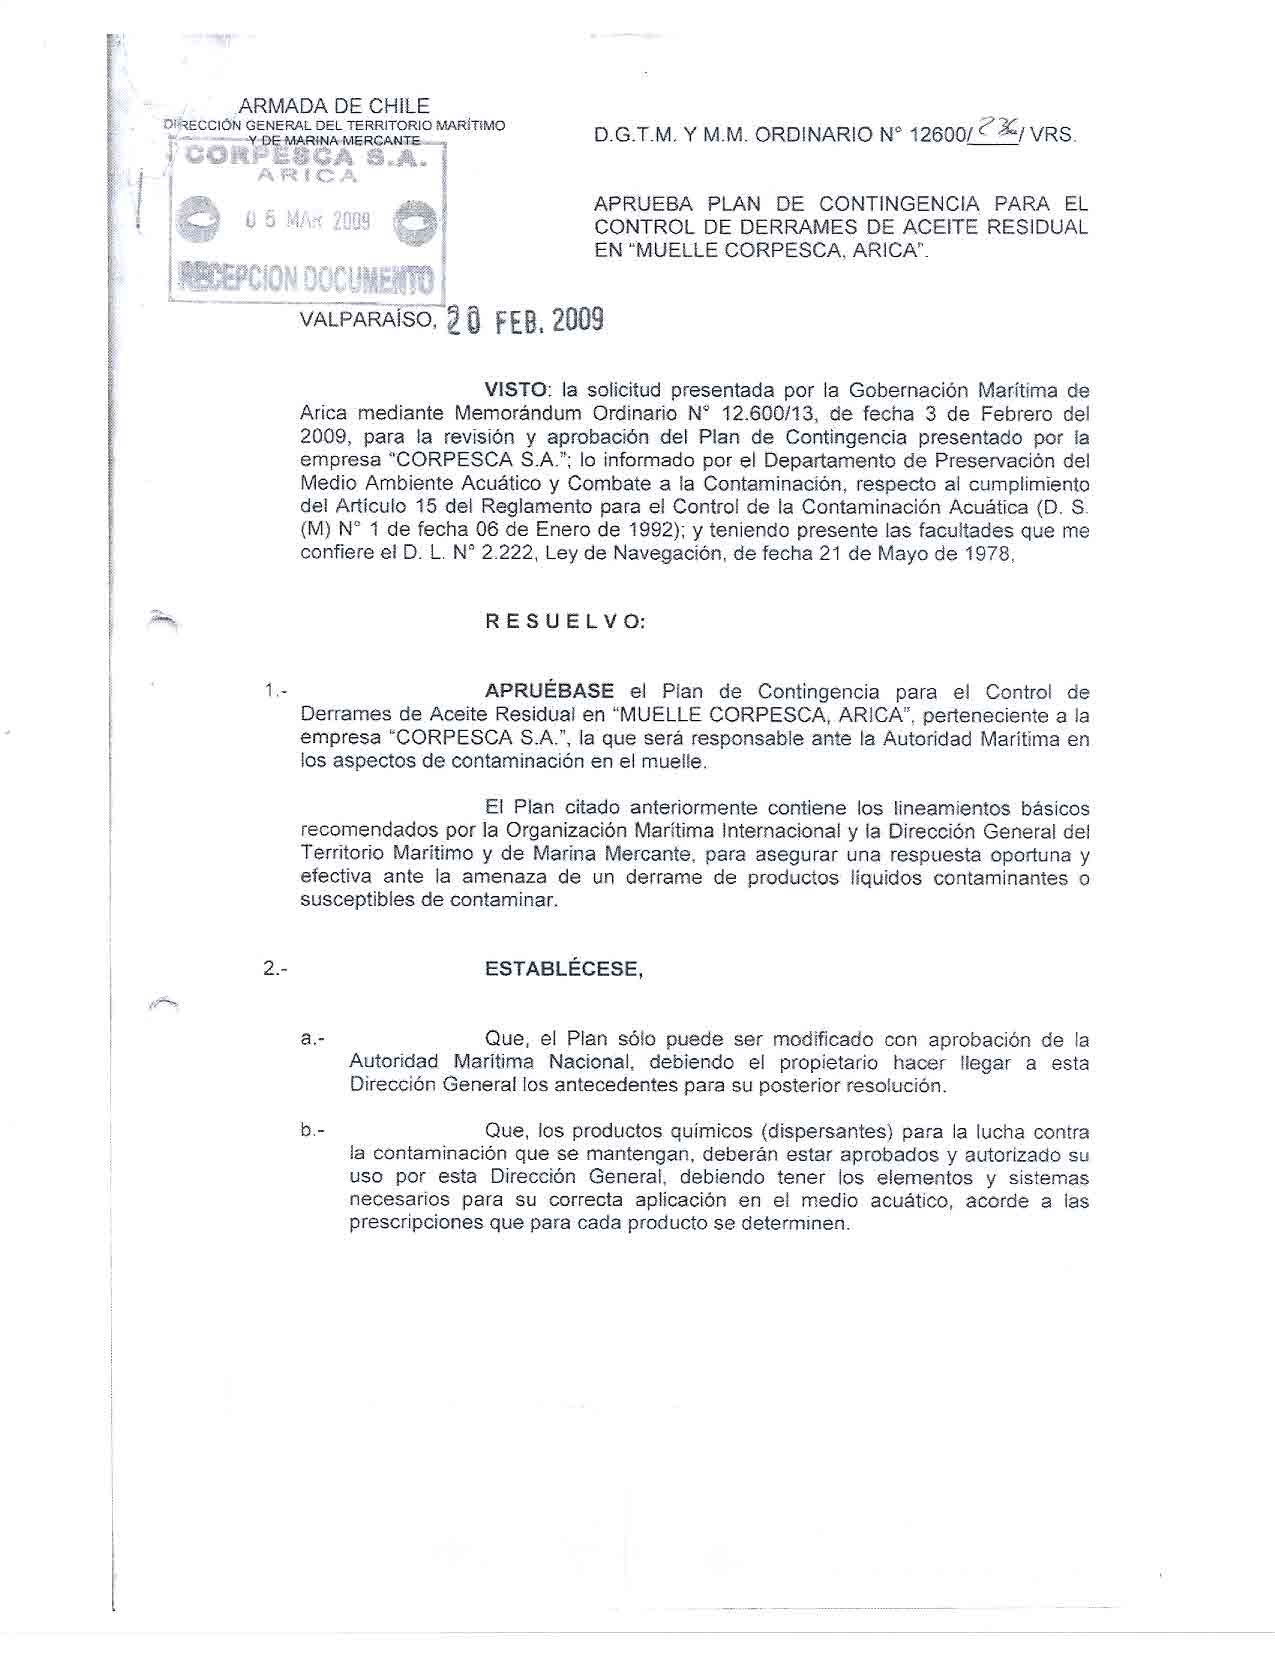 ARMADA DE CHILE
DIRECCIÓN GENERAL DEL TERRITORIO MARÍTIMO
Y DE MARINA MERCANTE
CORPESCA S.A.
ARICA
05 MAR 2009
RECEPCION DOCUMENTO
D.G.T.M. Y M.M. ORDINARIO N° 12600/236/ VRS.
APRUEBA PLAN DE CONTINGENCIA PARA EL
CONTROL DE DERRAMES DE ACEITE RESIDUAL
EN "MUELLE CORPESCA, ARICA".
VALPARAÍSO, 20 FEB. 2009
VISTO: la solicitud presentada por la Gobernación Marítima de
Arica mediante Memorándum Ordinario N° 12.600/13, de fecha 3 de Febrero del
2009, para la revisión y aprobación del Plan de Contingencia presentado por la
empresa "CORPESCA S.A."; lo informado por el Departamento de Preservación del
Medio Ambiente Acuático y Combate a la Contaminación, respecto al cumplimiento
del Artículo 15 del Reglamento para el Control de la Contaminación Acuática (D. S.
(M) N° 1 de fecha 06 de Enero de 1992); y teniendo presente las facultades que me
confiere el D. L. N° 2.222, Ley de Navegación, de fecha 21 de Mayo de 1978,
R E S U E L V O:
1.- APRUÉBASE el Plan de Contingencia para el Control de
Derrames de Aceite Residual en "MUELLE CORPESCA, ARICA", perteneciente a la
empresa "CORPESCA S.A.", la que será responsable ante la Autoridad Marítima en
los aspectos de contaminación en el muelle.
El Plan citado anteriormente contiene los lineamientos básicos
recomendados por la Organización Marítima Internacional y la Dirección General del
Territorio Marítimo y de Marina Mercante, para asegurar una respuesta oportuna y
efectiva ante la amenaza de un derrame de productos líquidos contaminantes o
susceptibles de contaminar.
2.- ESTABLÉCESE,
a.- Que, el Plan sólo puede ser modificado con aprobación de la
Autoridad Marítima Nacional, debiendo el propietario hacer llegar a esta
Dirección General los antecedentes para su posterior resolución.
b.- Que, los productos químicos (dispersantes) para la lucha contra
la contaminación que se mantengan, deberán estar aprobados y autorizado su
uso por esta Dirección General, debiendo tener los elementos y sistemas
necesarios para su correcta aplicación en el medio acuático, acorde a las
prescripciones que para cada producto se determinen.